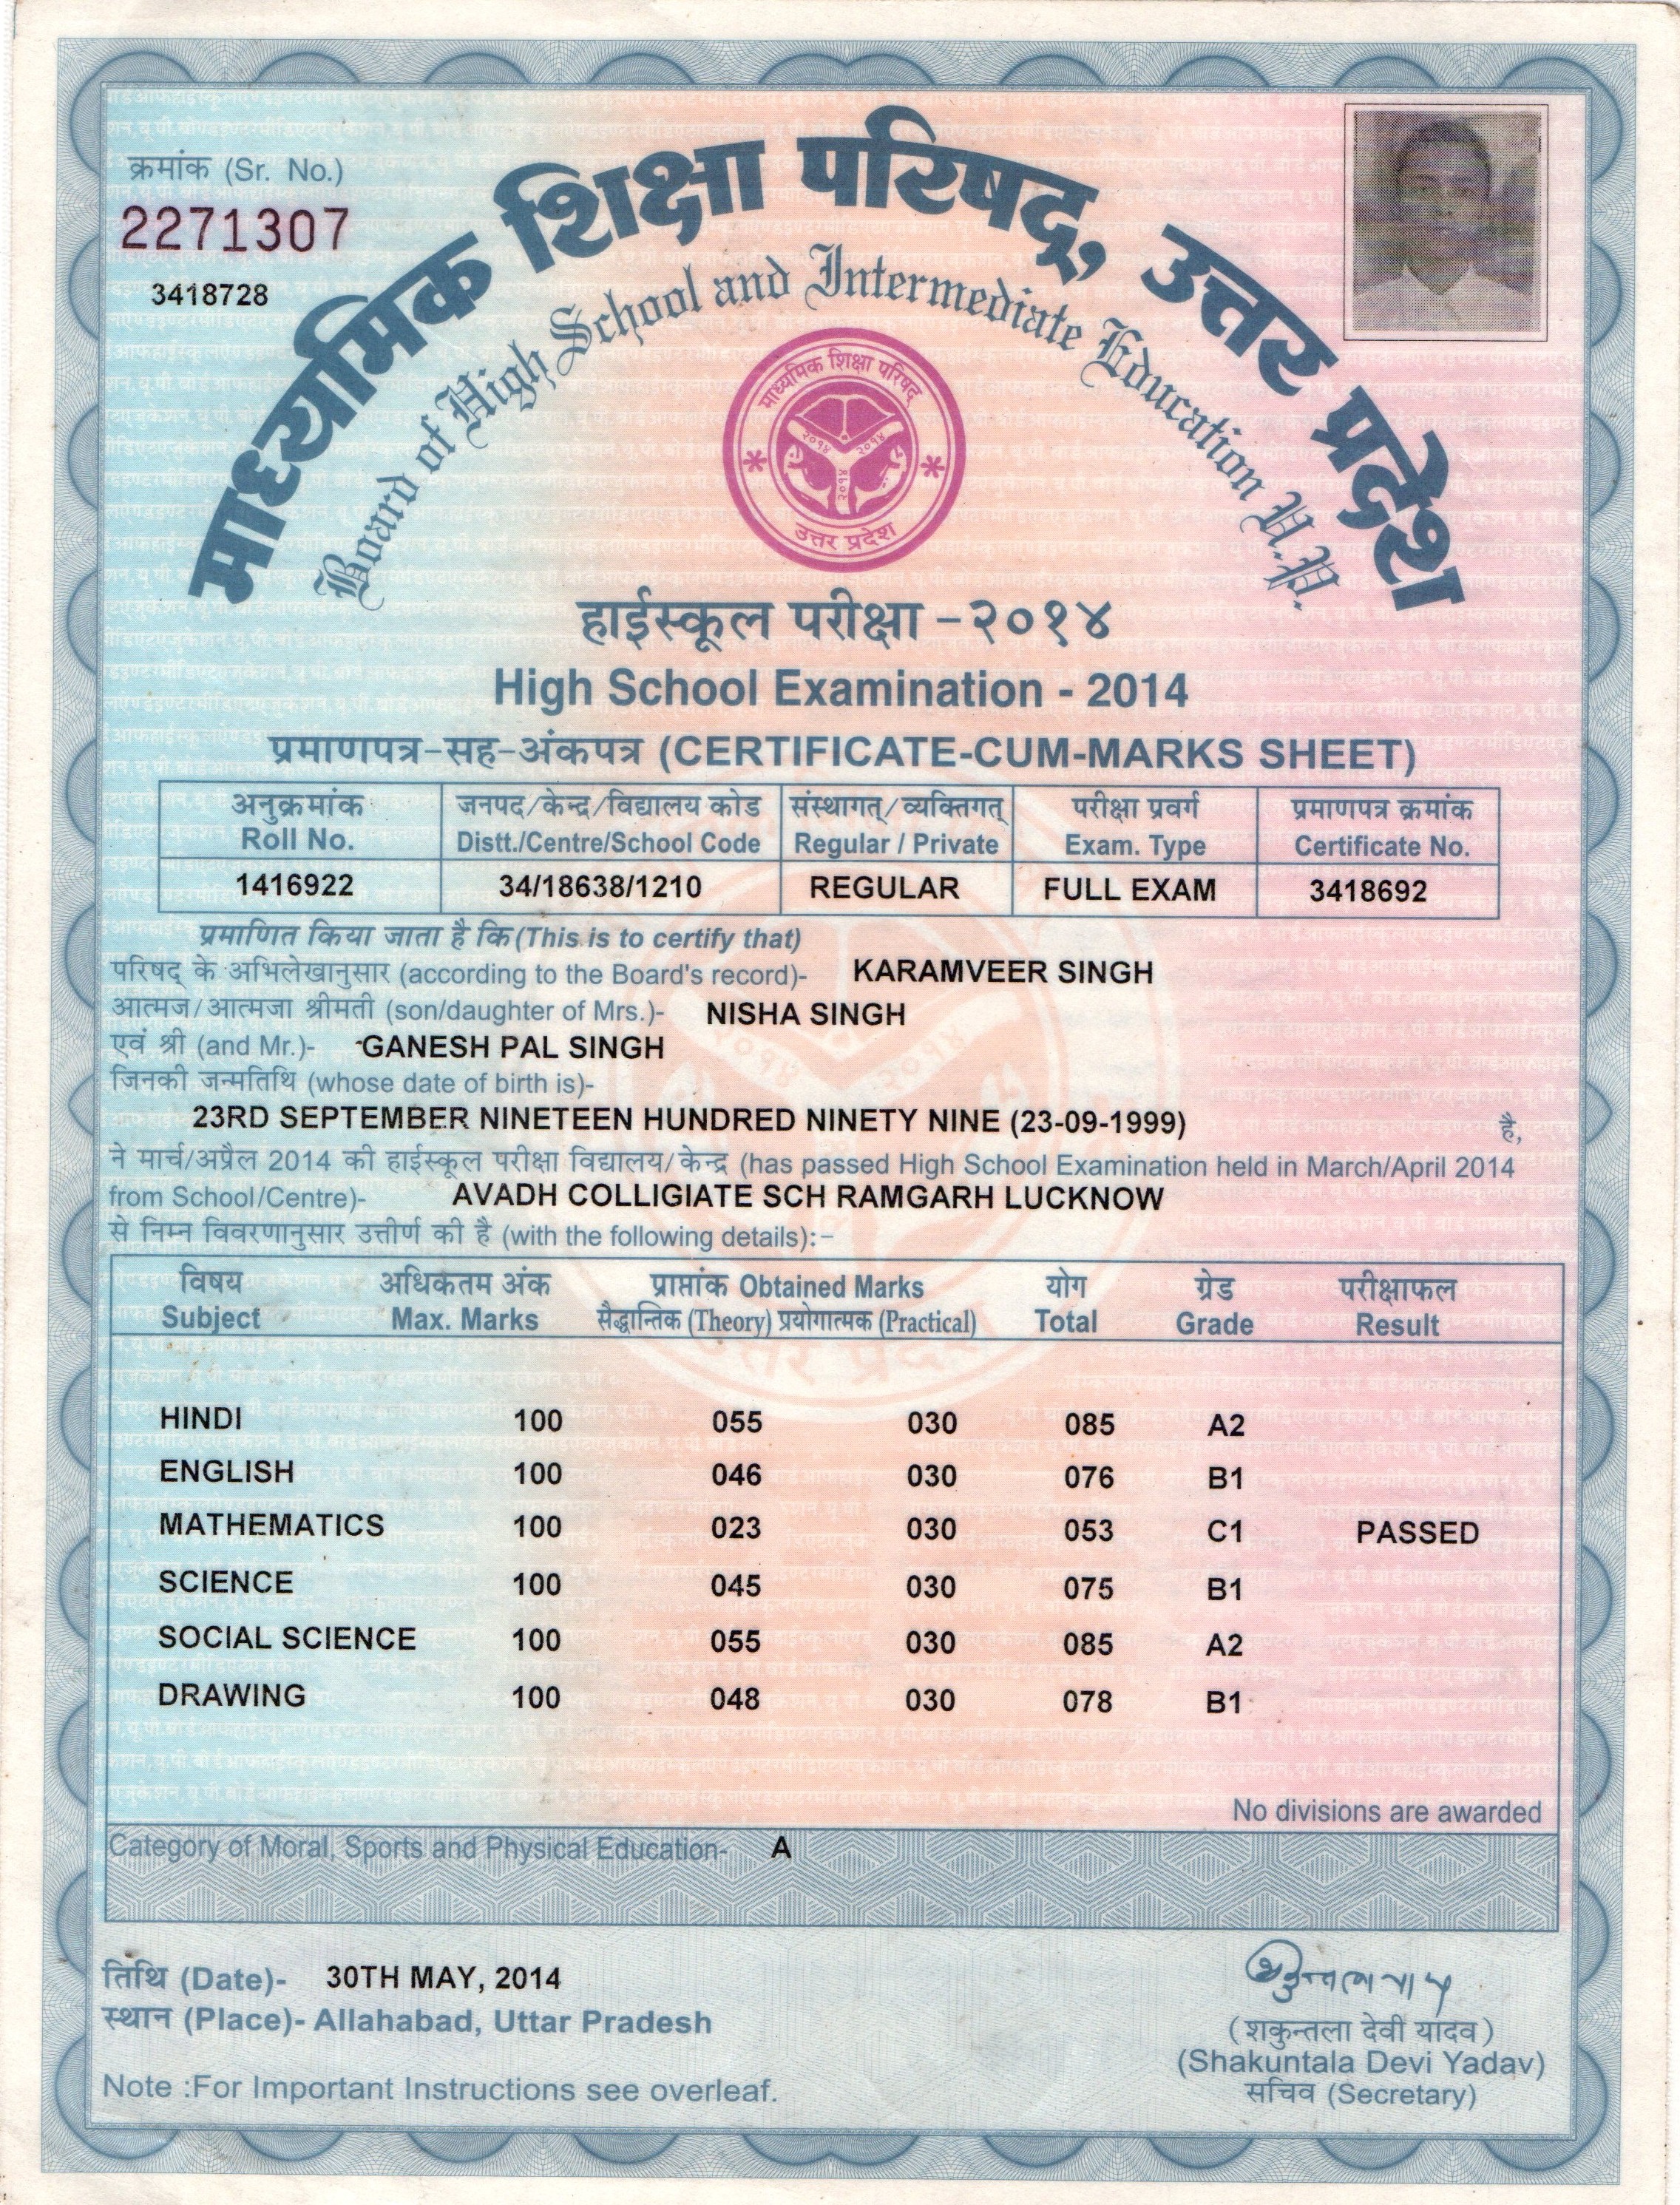 क्रमांक (Sr. No.)
2271307
3418728
माध्यमिक शिक्षा परिषद्, उत्तर प्रदेश
Board of High School and Intermediate Education U.P.
माध्यमिक शिक्षा परिषद्
२०१४ २०१४
२०१४
उत्तर प्रदेश
हाईस्कूल परीक्षा -२०१४
High School Examination - 2014
प्रमाणपत्र-सह-अंकपत्र (CERTIFICATE-CUM-MARKS SHEET)
अनुक्रमांक जनपद/केन्द्र/विद्यालय कोड संस्थागत्/व्यक्तिगत् परीक्षा प्रवर्ग प्रमाणपत्र क्रमांक
Roll No. Distt./Centre/School Code Regular / Private Exam. Type Certificate No.
1416922 34/18638/1210 REGULAR FULL EXAM 3418692
प्रमाणित किया जाता है कि (This is to certify that)
परिषद् के अभिलेखानुसार (according to the Board's record)- KARAMVEER SINGH
आत्मज/आत्मजा श्रीमती (son/daughter of Mrs.)- NISHA SINGH
एवं श्री (and Mr.)- GANESH PAL SINGH
जिनकी जन्मतिथि (whose date of birth is)-
23RD SEPTEMBER NINETEEN HUNDRED NINETY NINE (23-09-1999) है,
ने मार्च/अप्रैल 2014 की हाईस्कूल परीक्षा विद्यालय/केन्द्र (has passed High School Examination held in March/April 2014
from School/Centre)- AVADH COLLIGIATE SCH RAMGARH LUCKNOW
से निम्न विवरणानुसार उत्तीर्ण की है (with the following details):-
विषय अधिकतम अंक प्राप्तांक Obtained Marks योग ग्रेड परीक्षाफल
Subject Max. Marks सैद्धान्तिक (Theory) प्रयोगात्मक (Practical) Total Grade Result
HINDI 100 055 030 085 A2
ENGLISH 100 046 030 076 B1
MATHEMATICS 100 023 030 053 C1 PASSED
SCIENCE 100 045 030 075 B1
SOCIAL SCIENCE 100 055 030 085 A2
DRAWING 100 048 030 078 B1
No divisions are awarded
Category of Moral, Sports and Physical Education- A
तिथि (Date)- 30TH MAY, 2014
स्थान (Place)- Allahabad, Uttar Pradesh
(शकुन्तला देवी यादव)
(Shakuntala Devi Yadav)
सचिव (Secretary)
Note :For Important Instructions see overleaf.